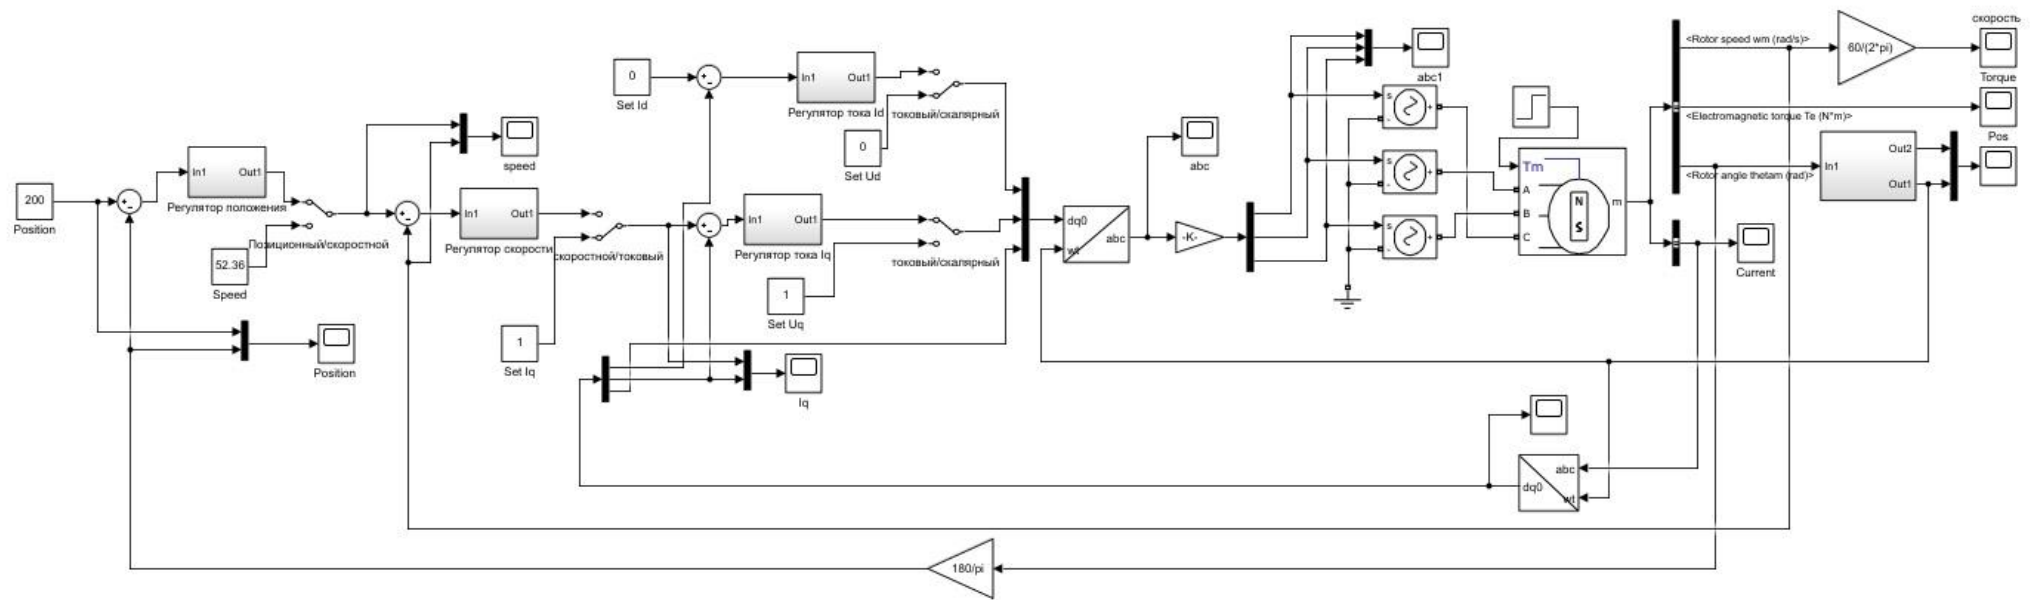 200
Position
In1 Out1
Регулятор положения
Позиционный/скоростной
52.36
Speed
Position
speed
In1 Out1
Регулятор скорости
скоростной/токовый
1
Set Iq
0
Set Id
In1 Out1
Регулятор тока Id
токовый/скалярный
0
Set Ud
In1 Out1
Регулятор тока Iq
токовый/скалярный
1
Set Uq
Iq
dq0
abc
wt
abc
-K-
abc1
s
+
-
s
+
-
s
+
-
Tm
A
B
C
N
S
m
<Rotor speed wm (rad/s)>
<Electromagnetic torque Te (N*m)>
<Rotor angle thetam (rad)>
60/(2*pi)
скорость
Torque
Pos
In1
Out2
Out1
Current
abc
dq0
wt
180/pi